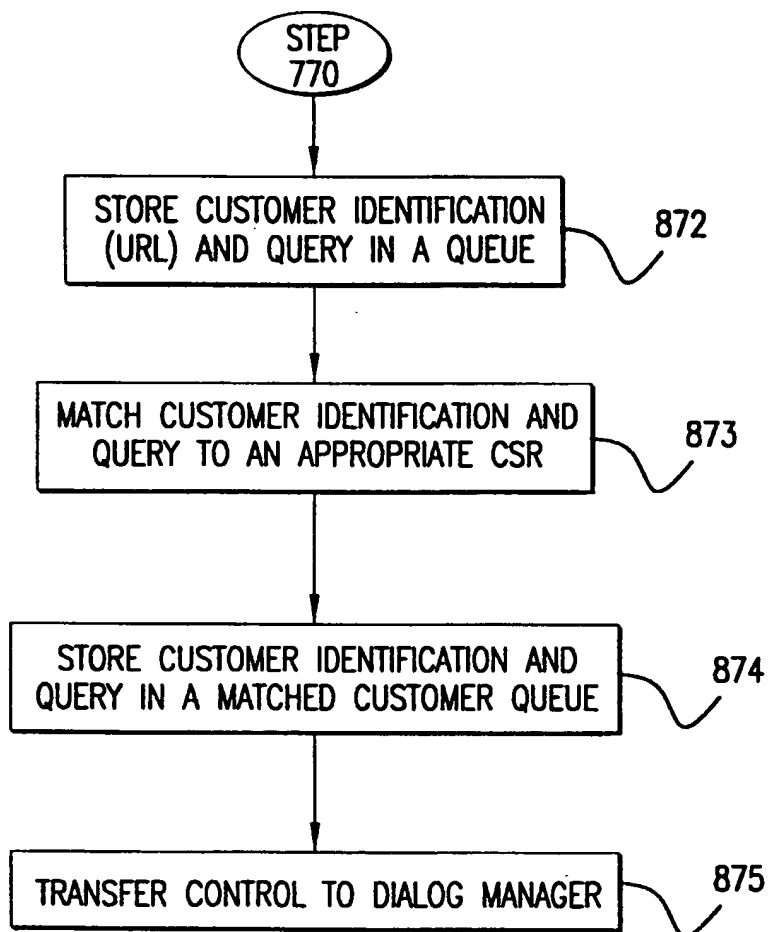 STEP
770
STORE CUSTOMER IDENTIFICATION
(URL) AND QUERY IN A QUEUE
872
MATCH CUSTOMER IDENTIFICATION AND
QUERY TO AN APPROPRIATE CSR
873
STORE CUSTOMER IDENTIFICATION AND
QUERY IN A MATCHED CUSTOMER QUEUE
874
TRANSFER CONTROL TO DIALOG MANAGER
875